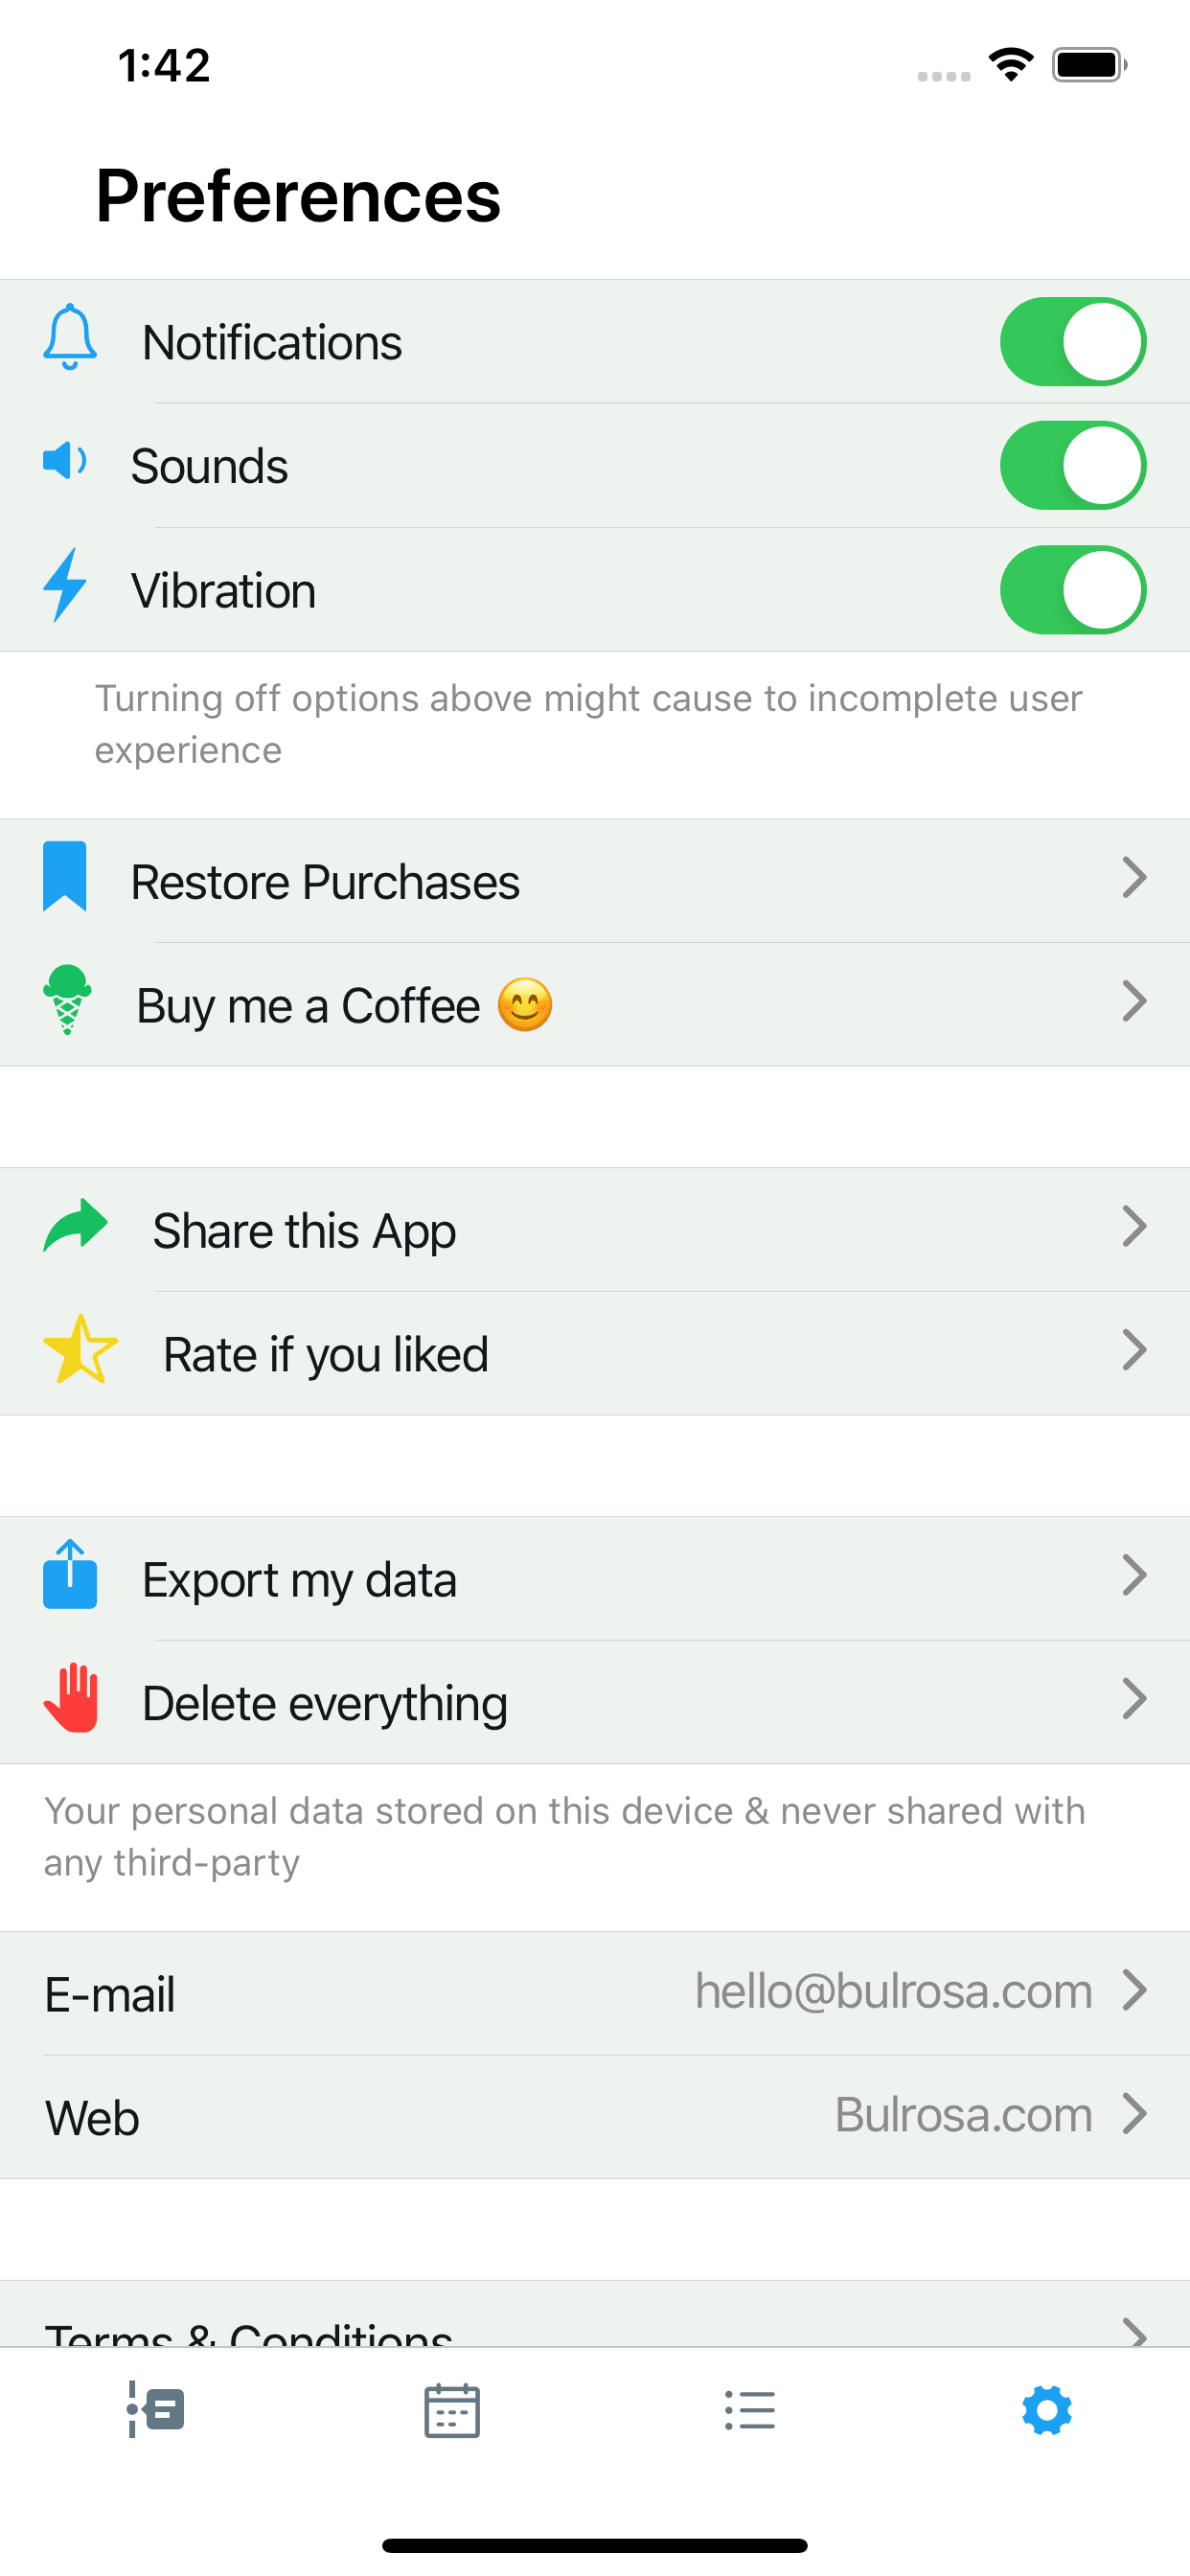 1:42
Preferences
Notifications
Sounds
Vibration
Turning off options above might cause to incomplete user
experience
Restore Purchases
Buy me a Coffee 😊
Share this App
Rate if you liked
Export my data
Delete everything
Your personal data stored on this device & never shared with
any third-party
E-mail hello@bulrosa.com
Web Bulrosa.com
Terms & Conditions